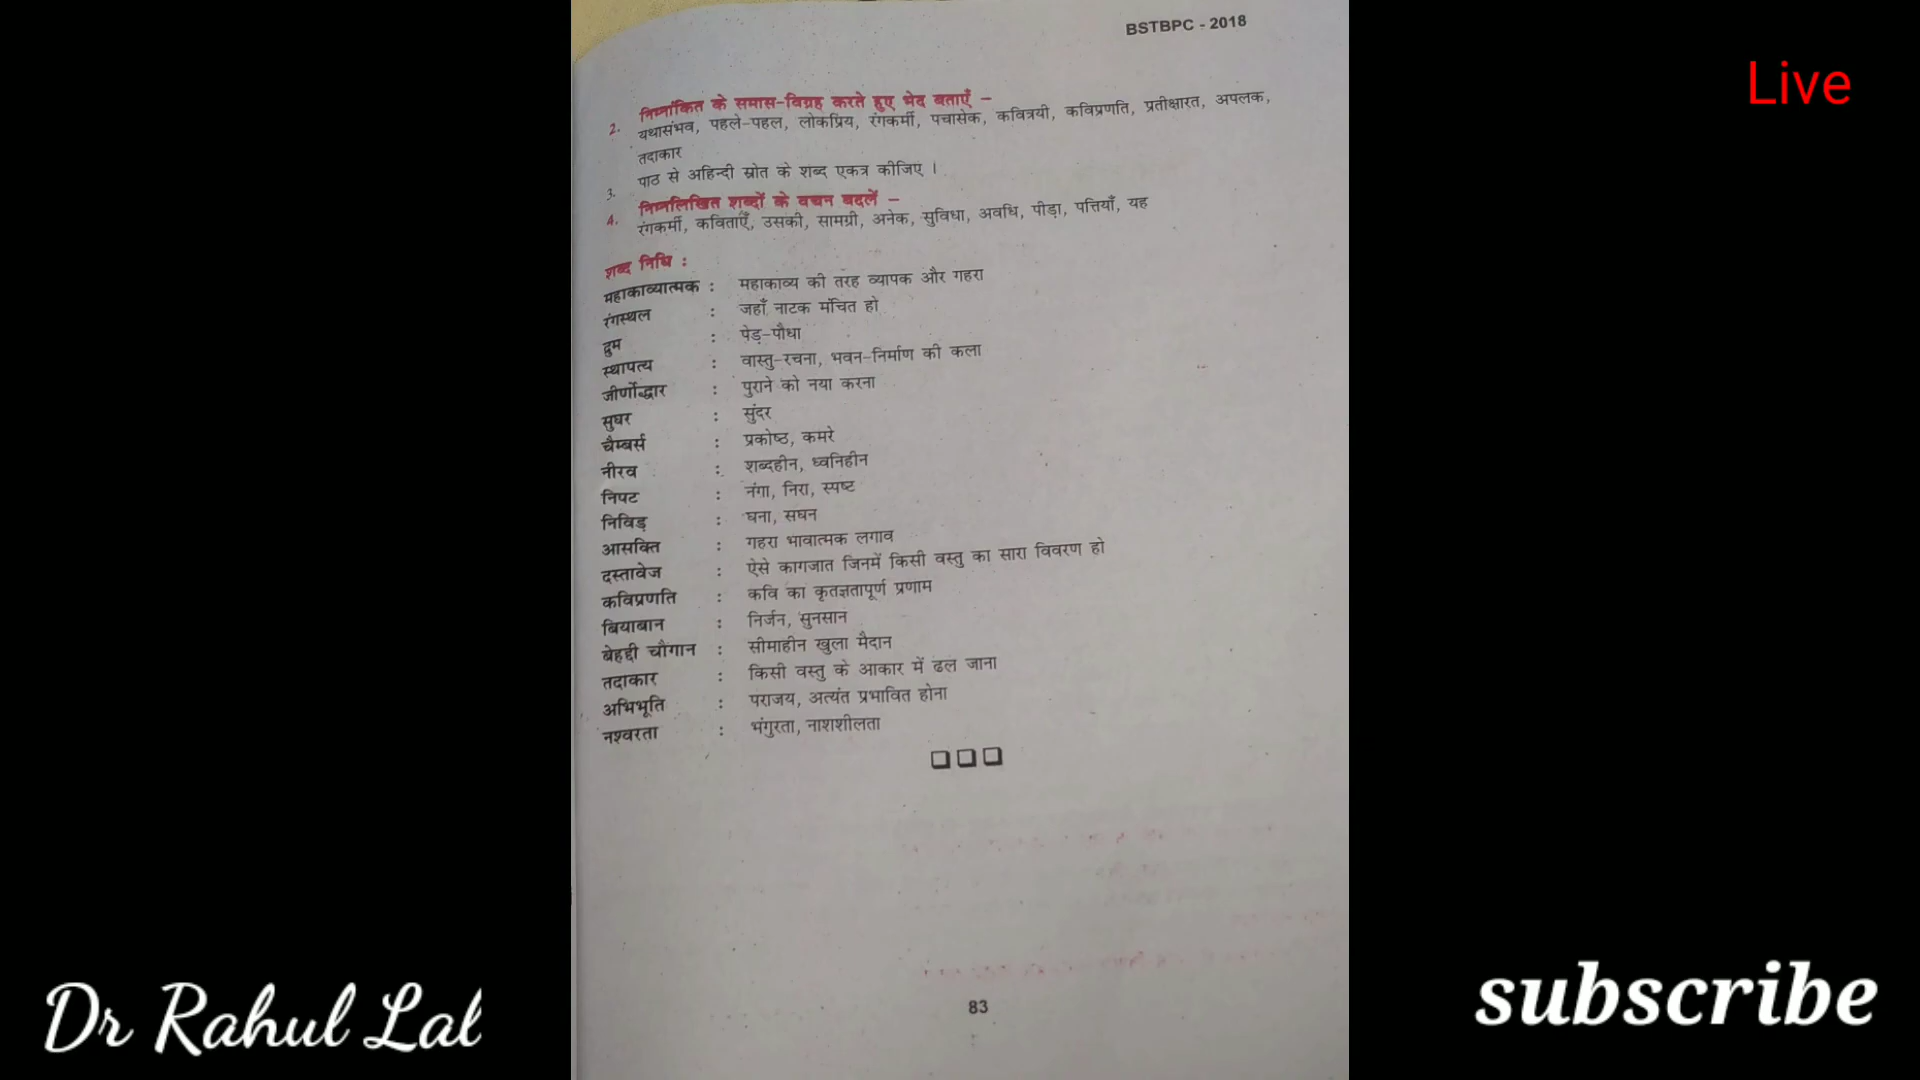 BSTBPC - 2018
Live
2. निम्नांकित के समास-विग्रह करते हुए भेद बताएँ –
यथासंभव, पहले-पहल, लोकप्रिय, रंगकर्मी, पचासेक, कवित्रयी, कविप्रणति, प्रतीक्षारत, अपलक,
तदाकार
3. पाठ से अहिन्दी स्रोत के शब्द एकत्र कीजिए ।
4. निम्नलिखित शब्दों के वचन बदलें –
रंगकर्मी, कविताएँ, उसकी, सामग्री, अनेक, सुविधा, अवधि, पीड़ा, पत्तियाँ, यह
शब्द निधि :
महाकाव्यात्मक : महाकाव्य की तरह व्यापक और गहरा
रंगस्थल : जहाँ नाटक मंचित हो
द्रुम : पेड़-पौधा
स्थापत्य : वास्तु-रचना, भवन-निर्माण की कला
जीर्णोद्धार : पुराने को नया करना
सुघर : सुंदर
चैम्बर्स : प्रकोष्ठ, कमरे
नीरव : शब्दहीन, ध्वनिहीन
निपट : नंगा, निरा, स्पष्ट
निविड़ : घना, सघन
आसक्ति : गहरा भावात्मक लगाव
दस्तावेज : ऐसे कागजात जिनमें किसी वस्तु का सारा विवरण हो
कविप्रणति : कवि का कृतज्ञतापूर्ण प्रणाम
बियाबान : निर्जन, सुनसान
बेहद्दी चौगान : सीमाहीन खुला मैदान
तदाकार : किसी वस्तु के आकार में ढल जाना
अभिभूति : पराजय, अत्यंत प्रभावित होना
नश्वरता : भंगुरता, नाशशीलता
83
Dr Rahul Lal
subscribe